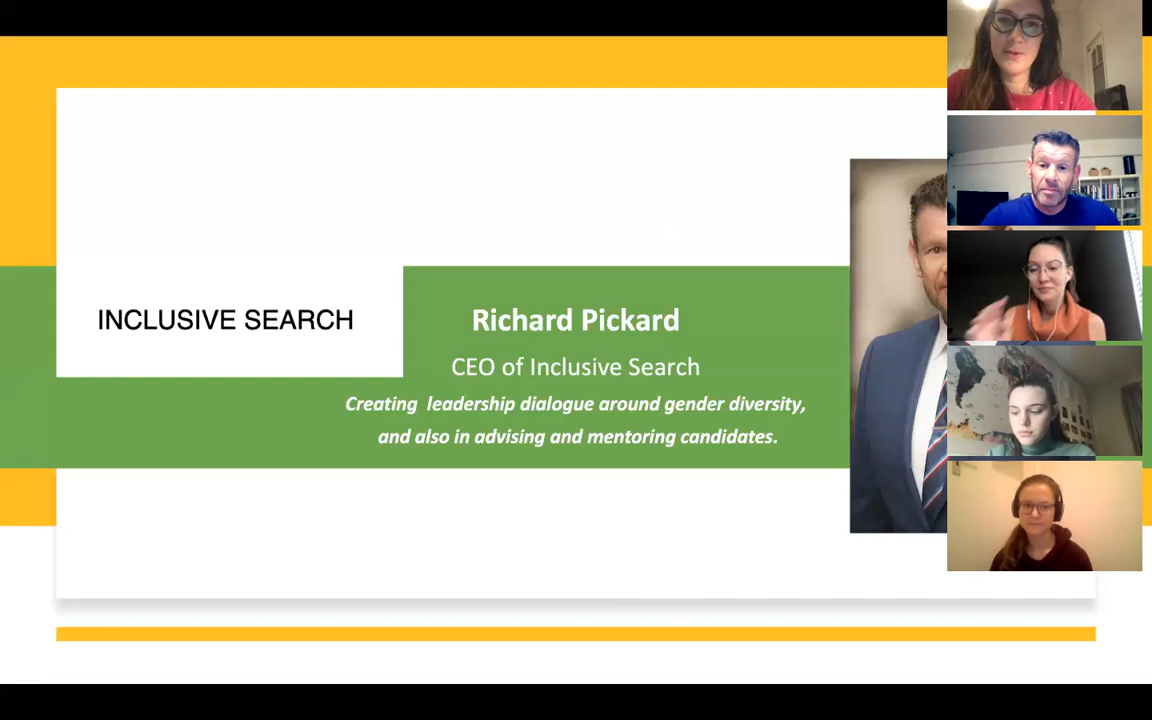 INCLUSIVE SEARCH
Richard Pickard
CEO of Inclusive Search
Creating leadership dialogue around gender diversity,
and also in advising and mentoring candidates.